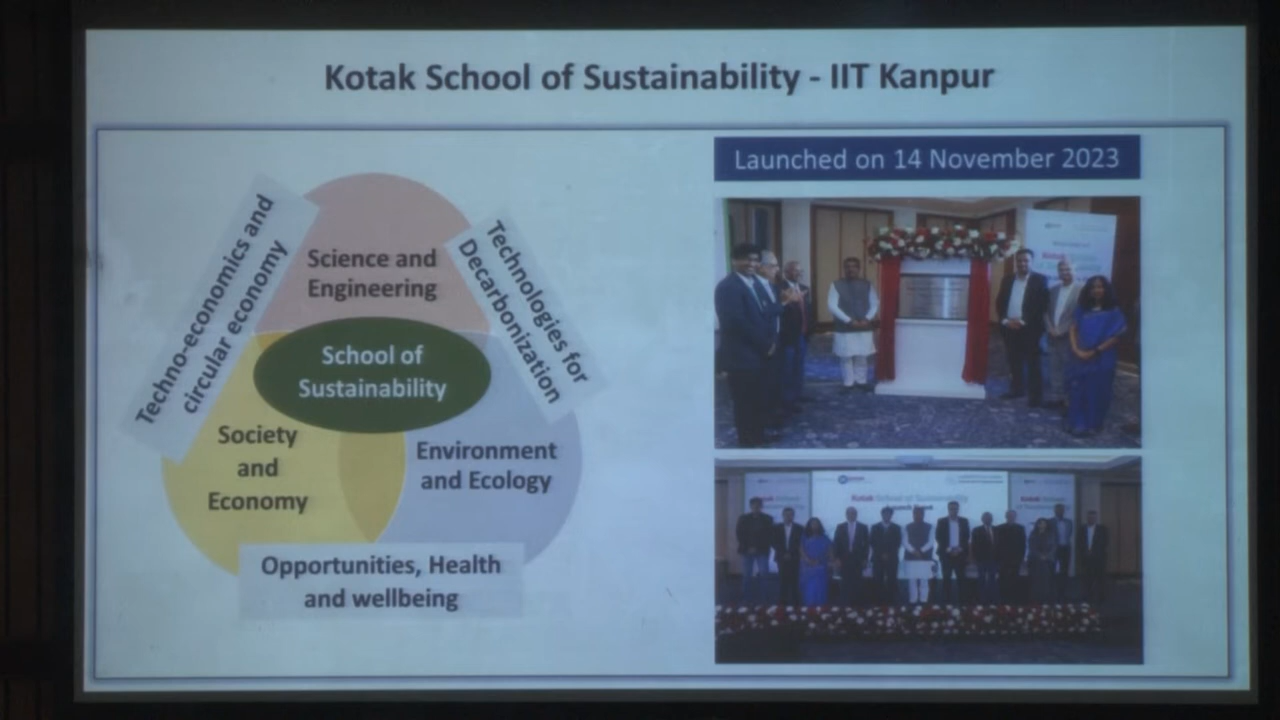 Kotak School of Sustainability - IIT Kanpur
Launched on 14 November 2023
Techno-economics and
circular economy
Science and
Engineering
Technologies for
Decarbonization
School of
Sustainability
Society
and
Economy
Environment
and Ecology
Opportunities, Health
and wellbeing
Kotak School of Sustainability